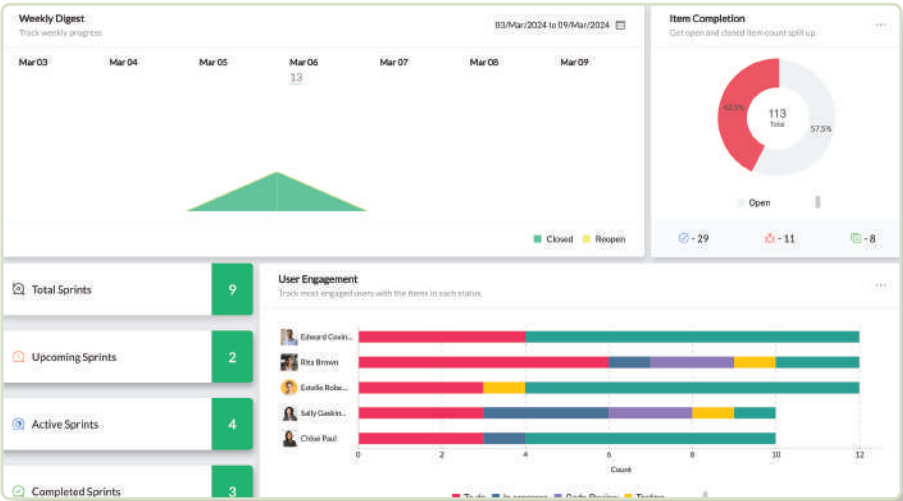 Weekly Digest
Track weekly progress
03/Mar/2024 to 09/Mar/2024
Mar 03 Mar 04 Mar 05 Mar 06 Mar 07 Mar 08 Mar 09
13
Closed Reopen
Item Completion
Get open and closed item count split up.
42.5%
113
Total
57.5%
Open
- 29 - 11 - 8
Total Sprints 9
Upcoming Sprints 2
Active Sprints 4
Completed Sprints 3
User Engagement
Track most engaged users with the items in each status.
Edward Covin...
Rita Brown
Estelle Robe...
Sally Gaskin...
Chloe Paul
0 2 4 6 8 10 12
Count
To do In progress Code Review Testing